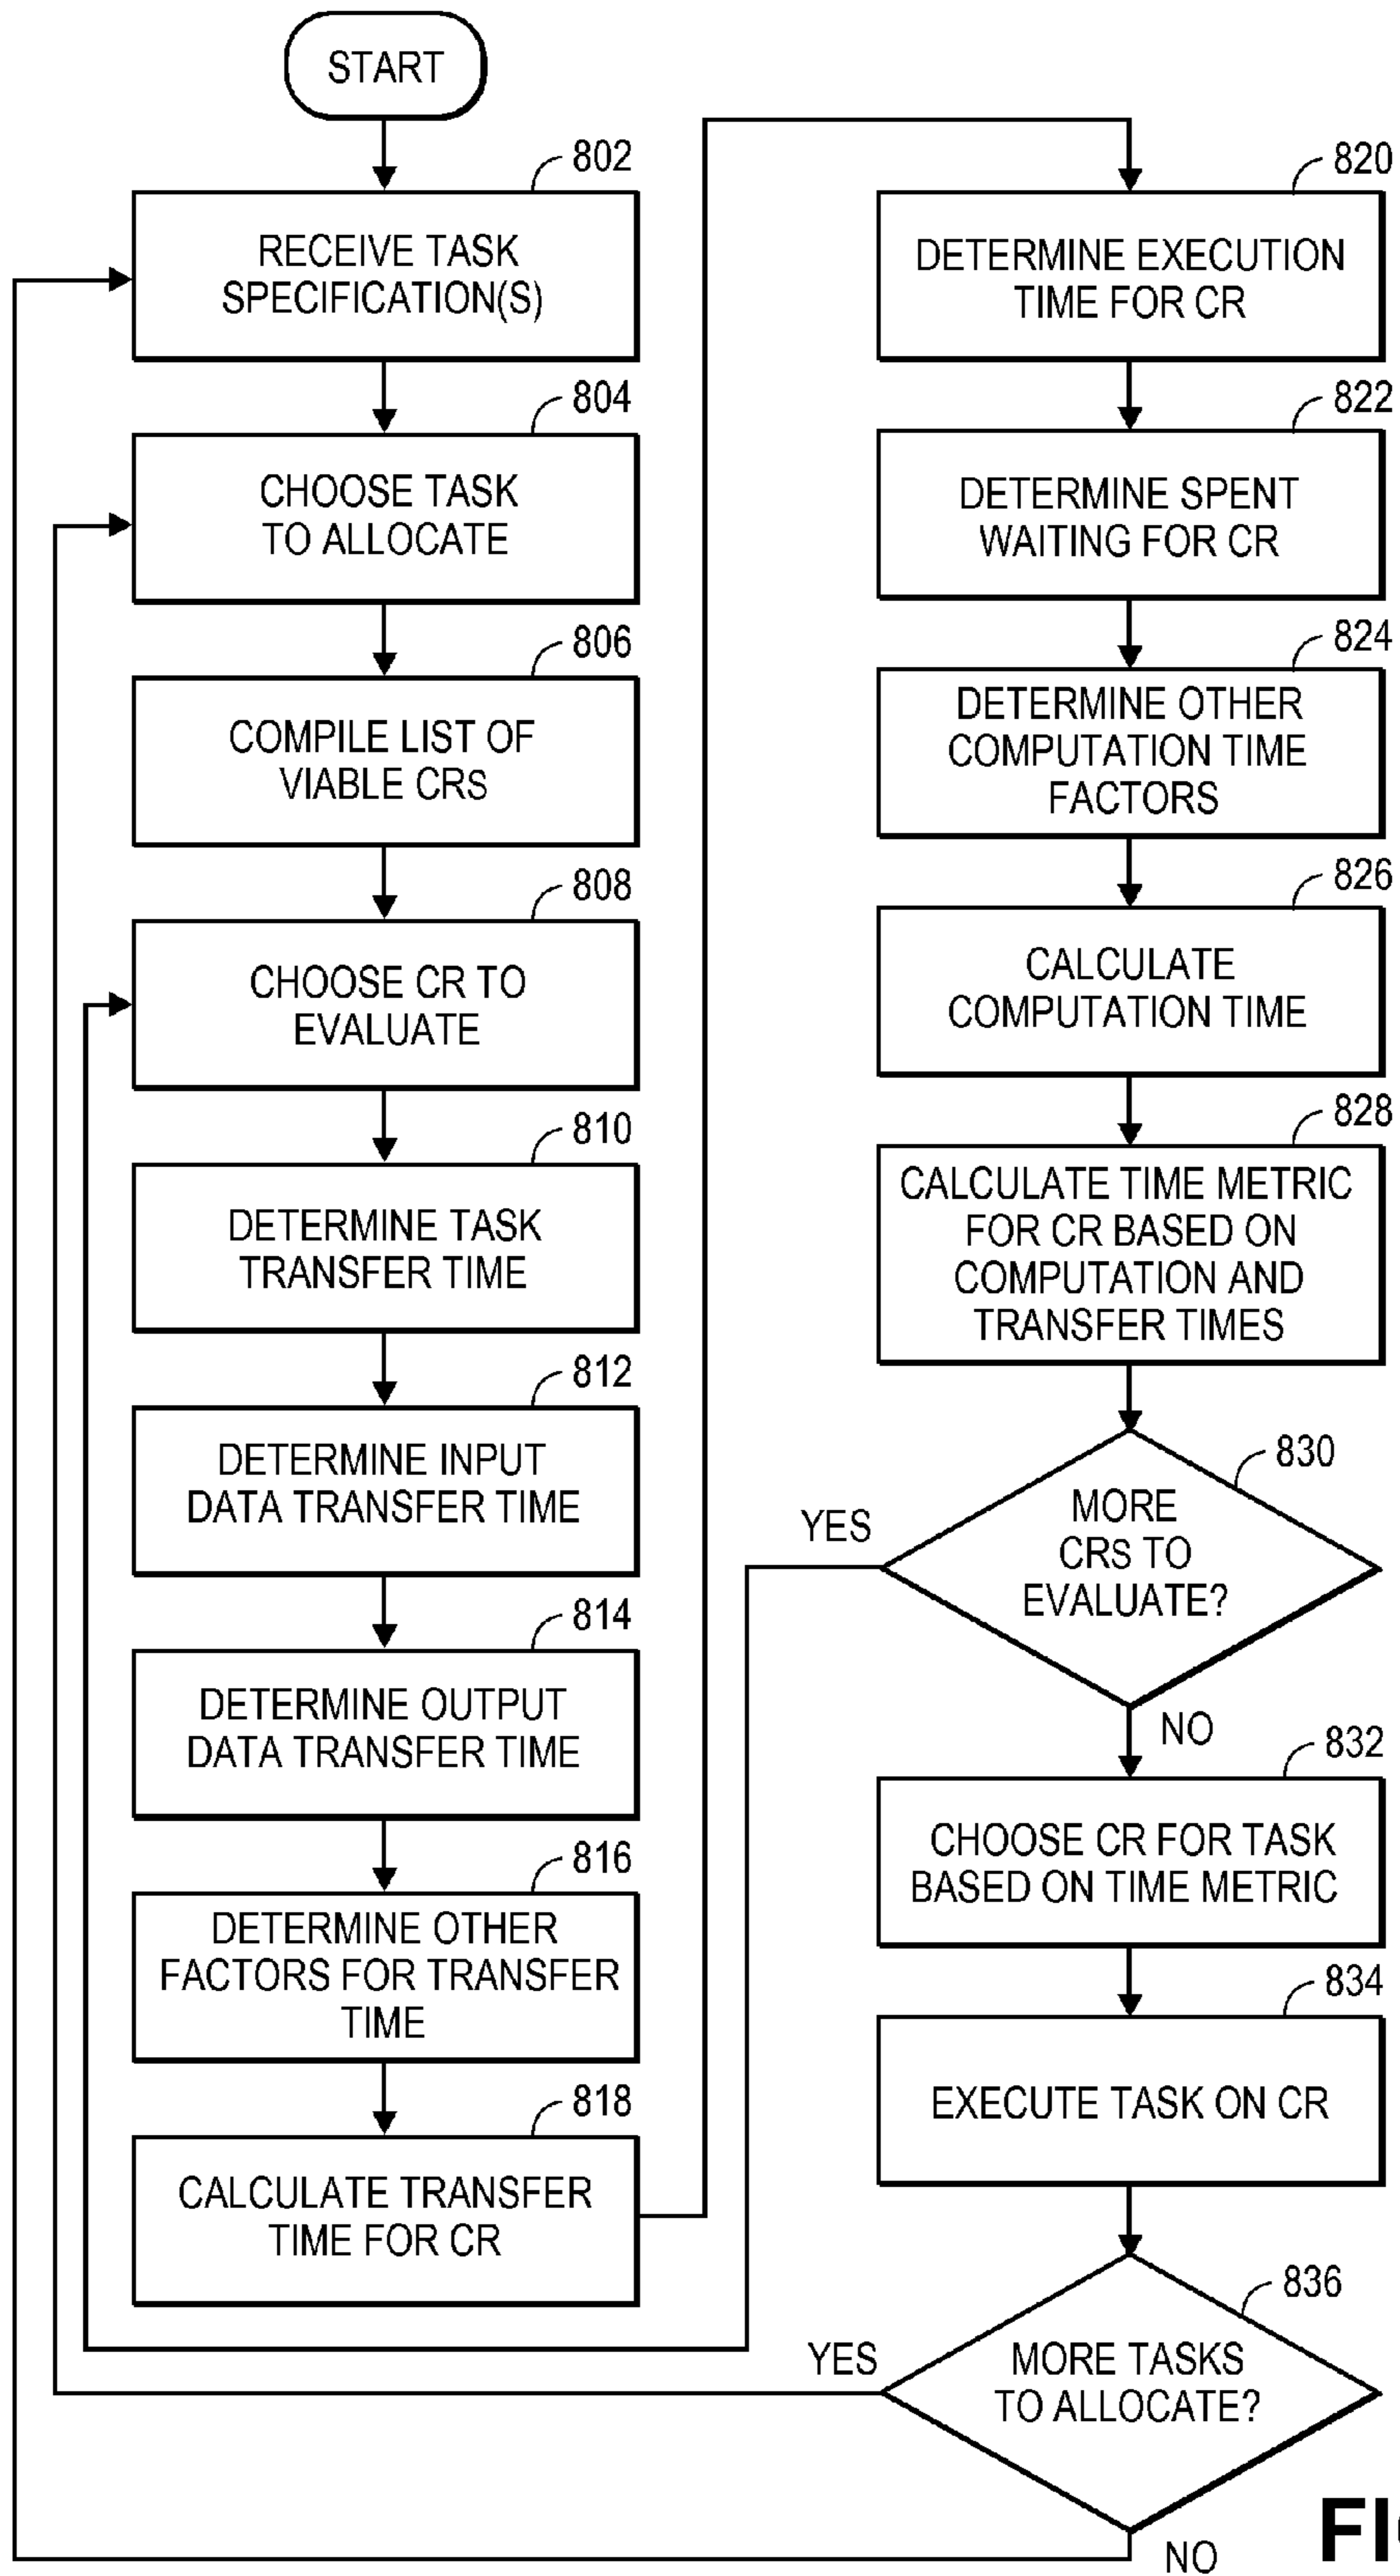 START
802
RECEIVE TASK
SPECIFICATION(S)
804
CHOOSE TASK
TO ALLOCATE
806
COMPILE LIST OF
VIABLE CRS
808
CHOOSE CR TO
EVALUATE
810
DETERMINE TASK
TRANSFER TIME
812
DETERMINE INPUT
DATA TRANSFER TIME
814
DETERMINE OUTPUT
DATA TRANSFER TIME
816
DETERMINE OTHER
FACTORS FOR TRANSFER
TIME
818
CALCULATE TRANSFER
TIME FOR CR
820
DETERMINE EXECUTION
TIME FOR CR
822
DETERMINE SPENT
WAITING FOR CR
824
DETERMINE OTHER
COMPUTATION TIME
FACTORS
826
CALCULATE
COMPUTATION TIME
828
CALCULATE TIME METRIC
FOR CR BASED ON
COMPUTATION AND
TRANSFER TIMES
830
MORE
CRS TO
EVALUATE?
YES
NO
832
CHOOSE CR FOR TASK
BASED ON TIME METRIC
834
EXECUTE TASK ON CR
836
MORE TASKS
TO ALLOCATE?
YES
NO